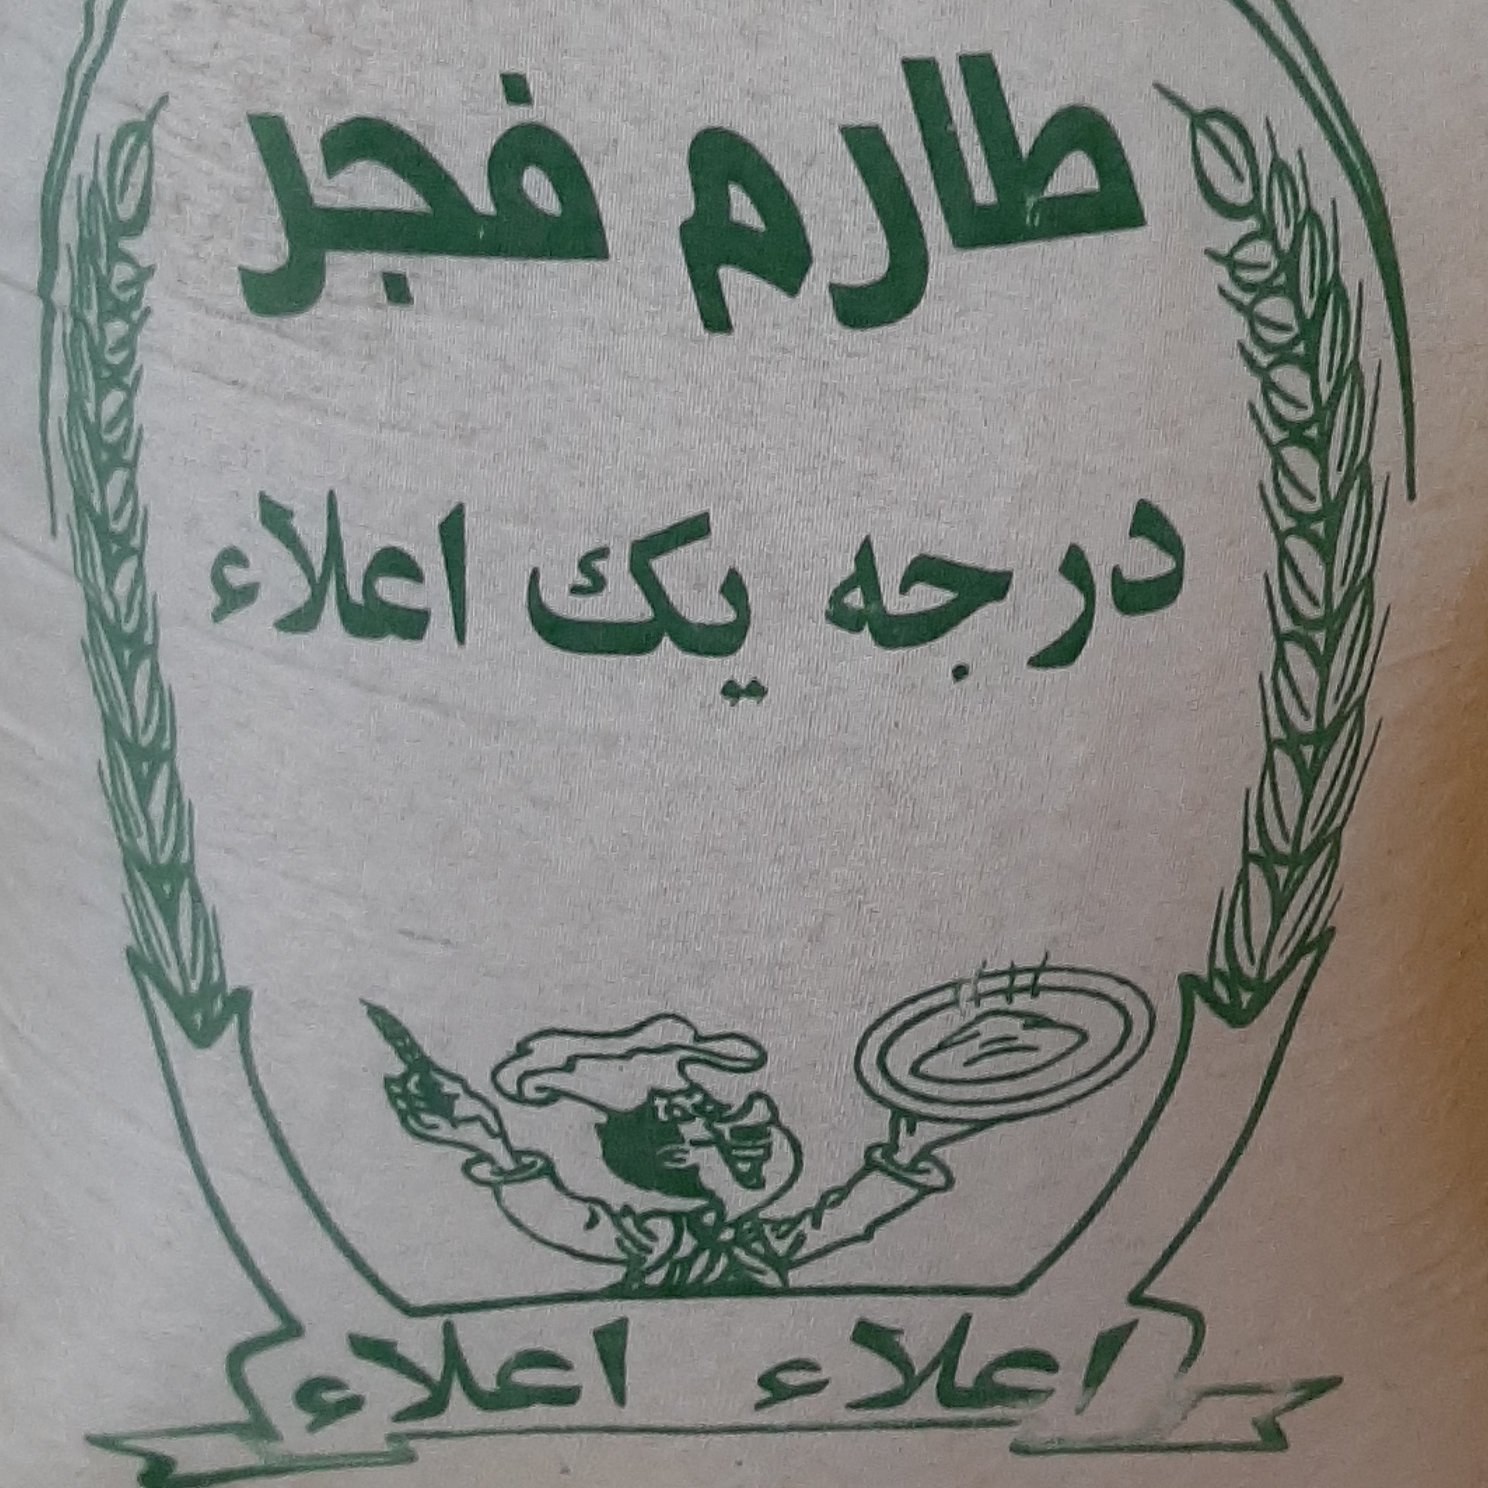 طارم فجر
درجه یک اعلاء
اعلاء اعلاء